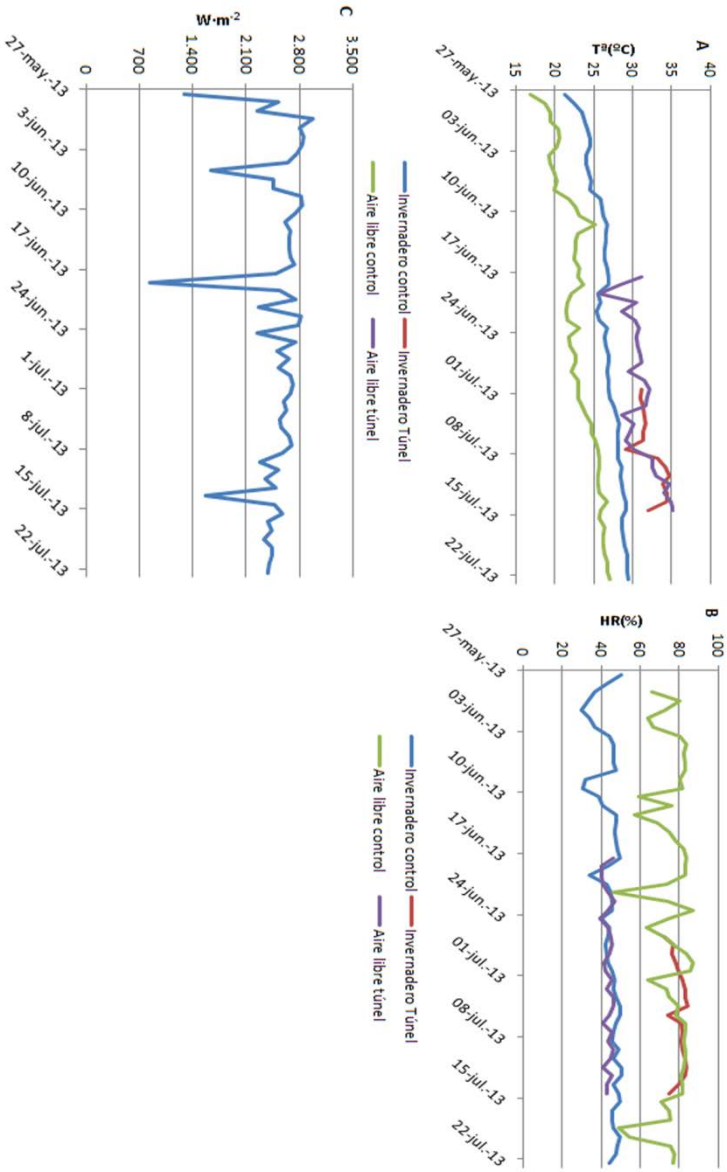 A
Tª(ºC)
40
35
30
25
20
15
27-may.-13
03-jun.-13
10-jun.-13
17-jun.-13
24-jun.-13
01-jul.-13
08-jul.-13
15-jul.-13
22-jul.-13
Invernadero control
Invernadero Túnel
Aire libre control
Aire libre túnel
B
HR(%)
100
80
60
40
20
0
27-may.-13
03-jun.-13
10-jun.-13
17-jun.-13
24-jun.-13
01-jul.-13
08-jul.-13
15-jul.-13
22-jul.-13
Invernadero control
Invernadero Túnel
Aire libre control
Aire libre túnel
C
W·m-2
3.500
2.800
2.100
1.400
700
0
27-may.-13
3-jun.-13
10-jun.-13
17-jun.-13
24-jun.-13
1-jul.-13
8-jul.-13
15-jul.-13
22-jul.-13